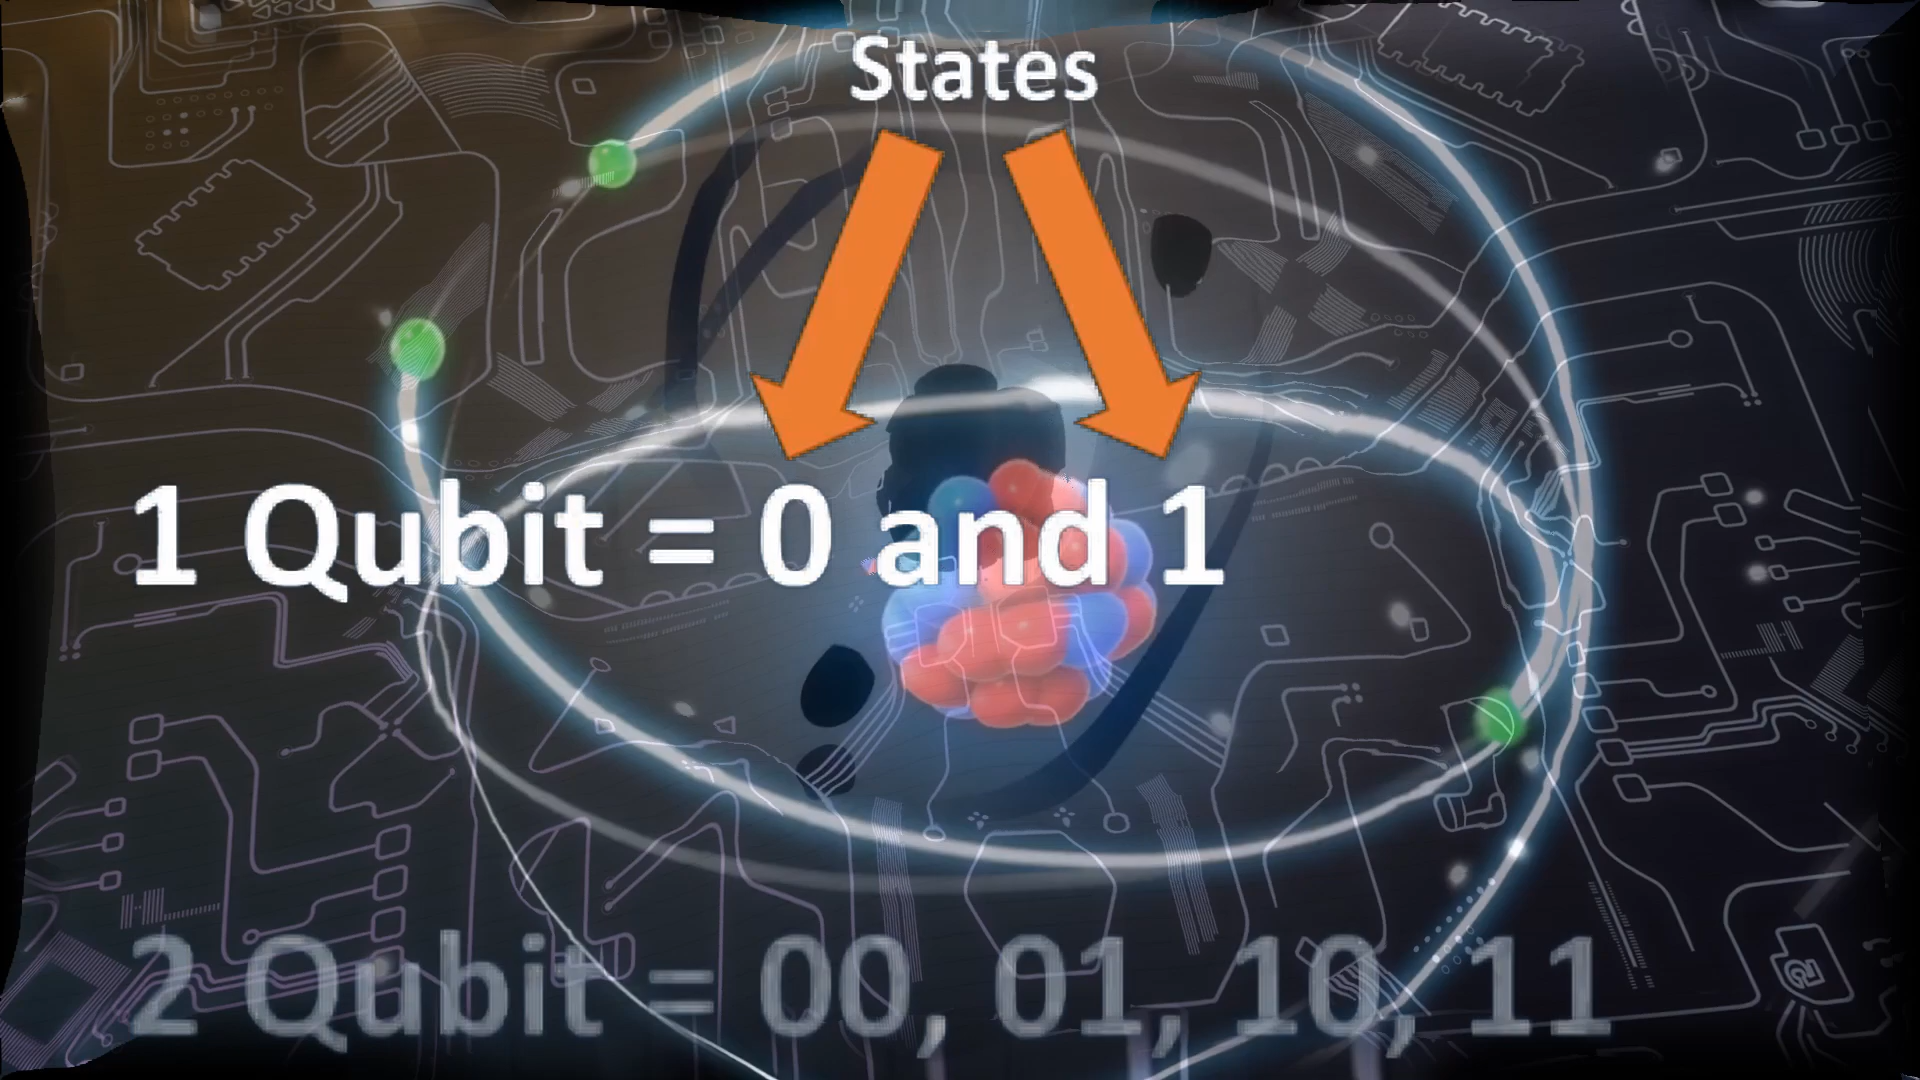 States
1 Qubit = 0 and 1
2 Qubit = 00, 01, 10, 11